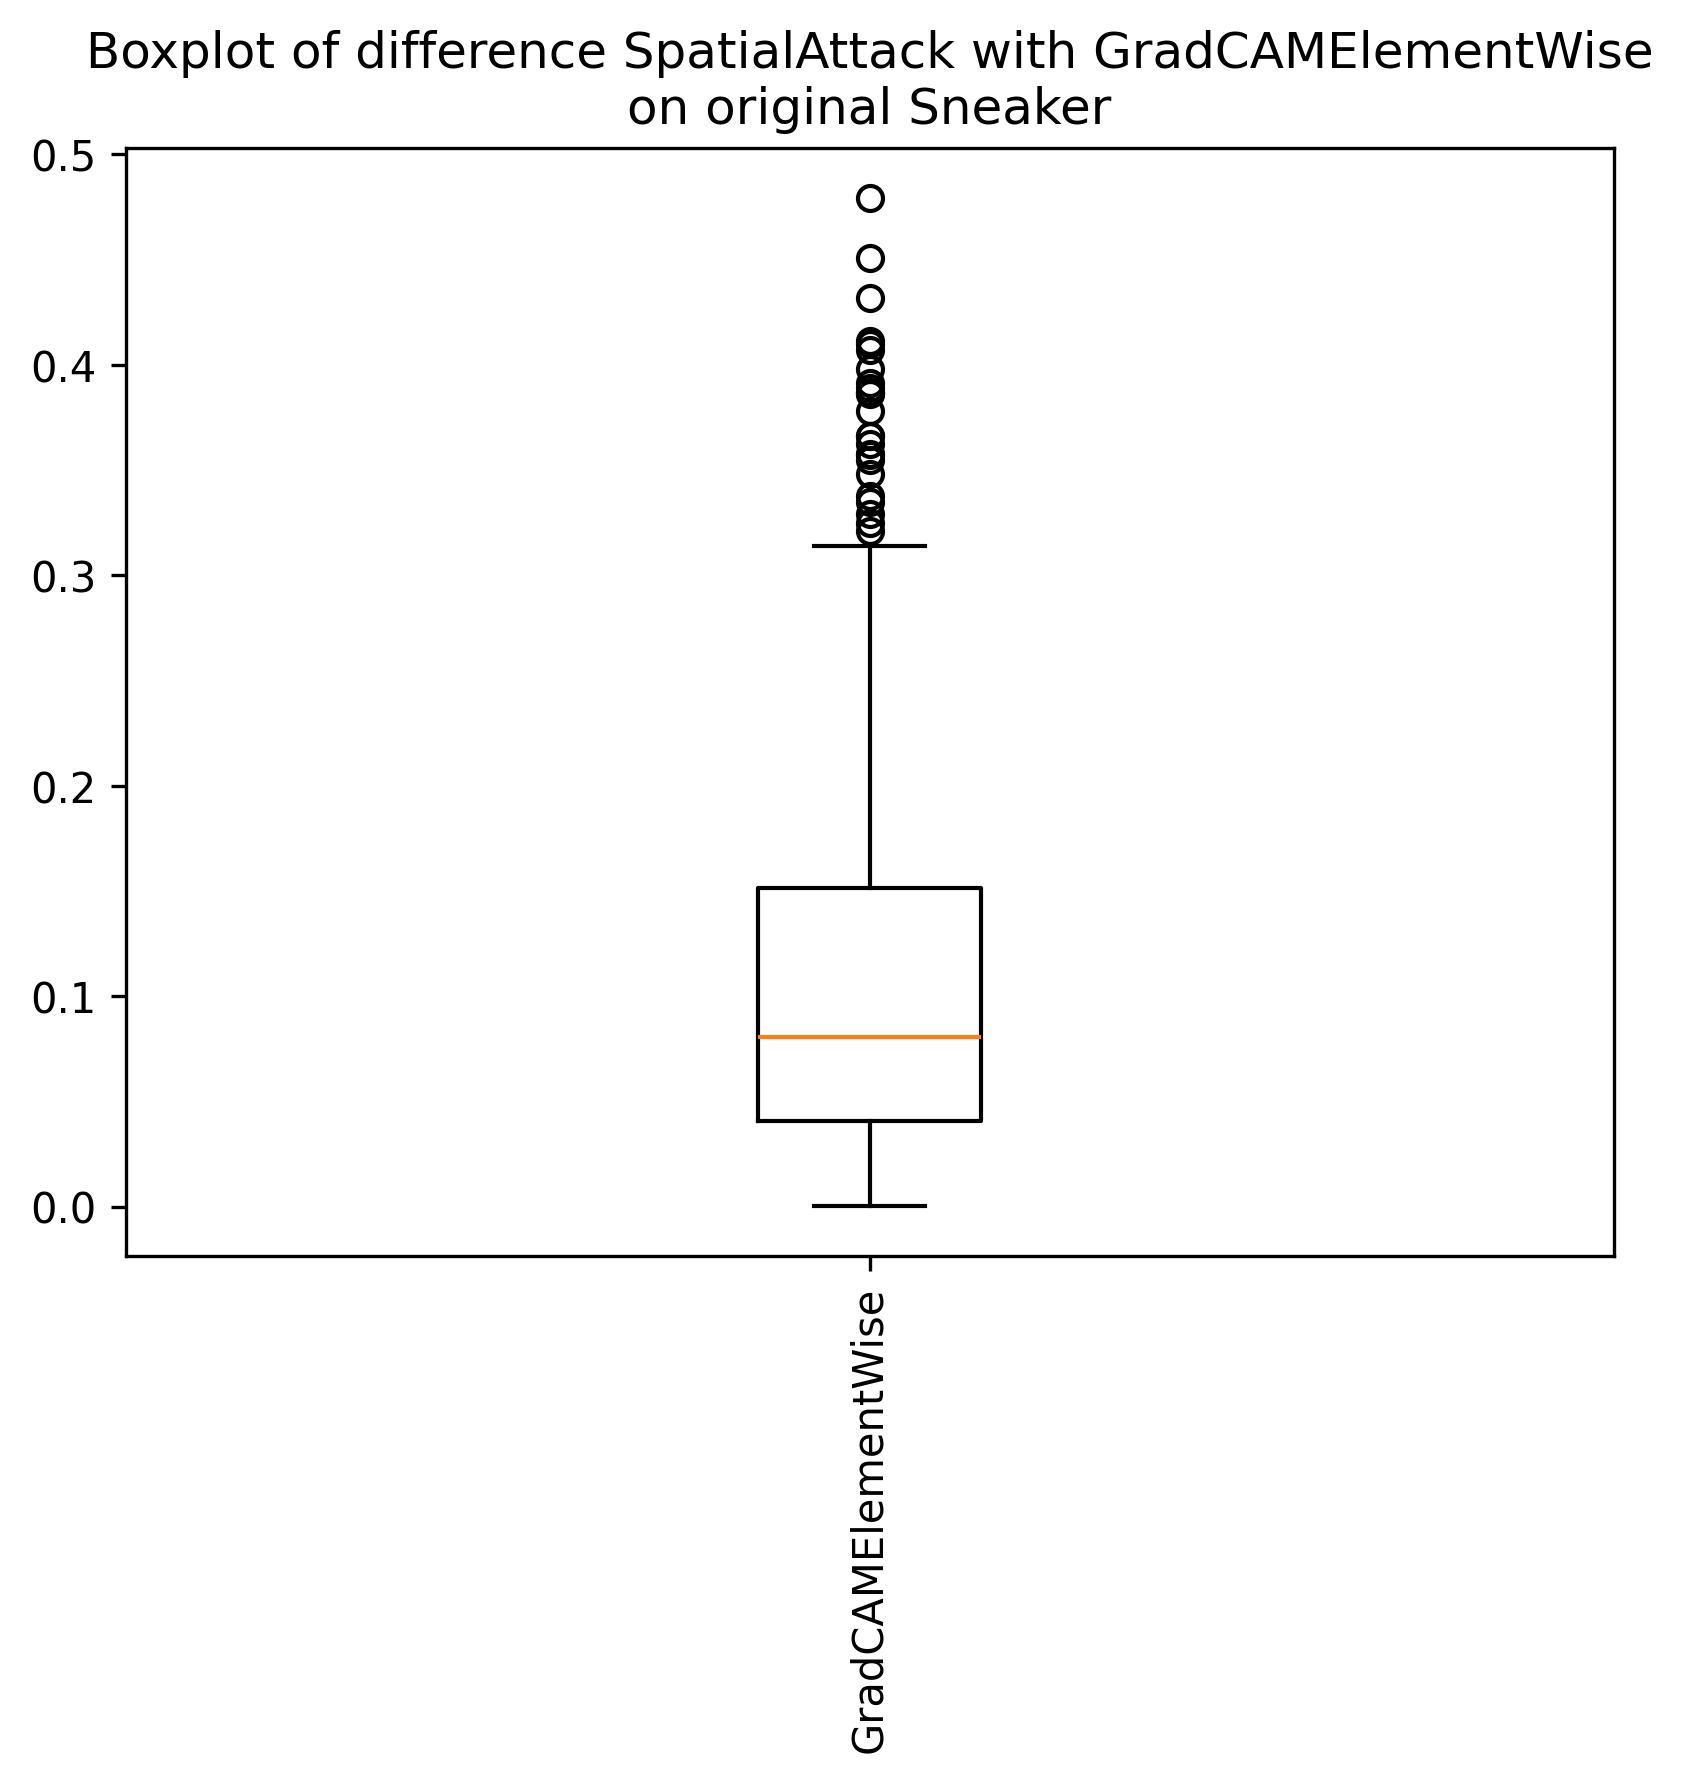 Boxplot of difference SpatialAttack with GradCAMElementWise
on original Sneaker
0.5
0.4
0.3
0.2
0.1
0.0
GradCAMElementWise